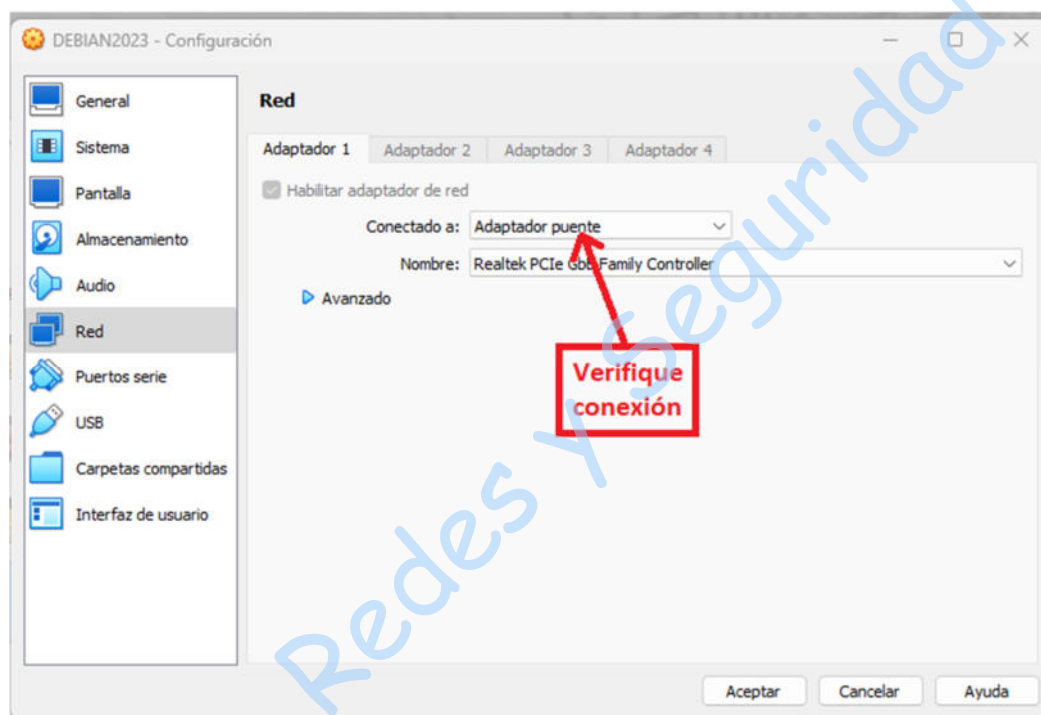 DEBIAN2023 - Configuración
General
Sistema
Pantalla
Almacenamiento
Audio
Red
Puertos serie
USB
Carpetas compartidas
Interfaz de usuario
Red
Adaptador 1 Adaptador 2 Adaptador 3 Adaptador 4
Habilitar adaptador de red
Conectado a: Adaptador puente
Nombre: Realtek PCIe GbE Family Controller
Avanzado
Verifique
conexión
Aceptar Cancelar Ayuda
Redes y Seguridad